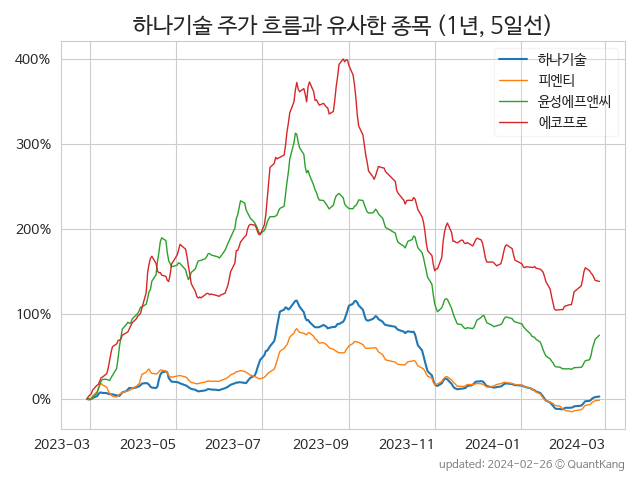 하나기술 주가 흐름과 유사한 종목 (1년, 5일선)
400%
300%
200%
100%
0%
하나기술
피엔티
윤성에프앤씨
에코프로
2023-03 2023-05 2023-07 2023-09 2023-11 2024-01 2024-03
updated: 2024-02-26 © QuantKang